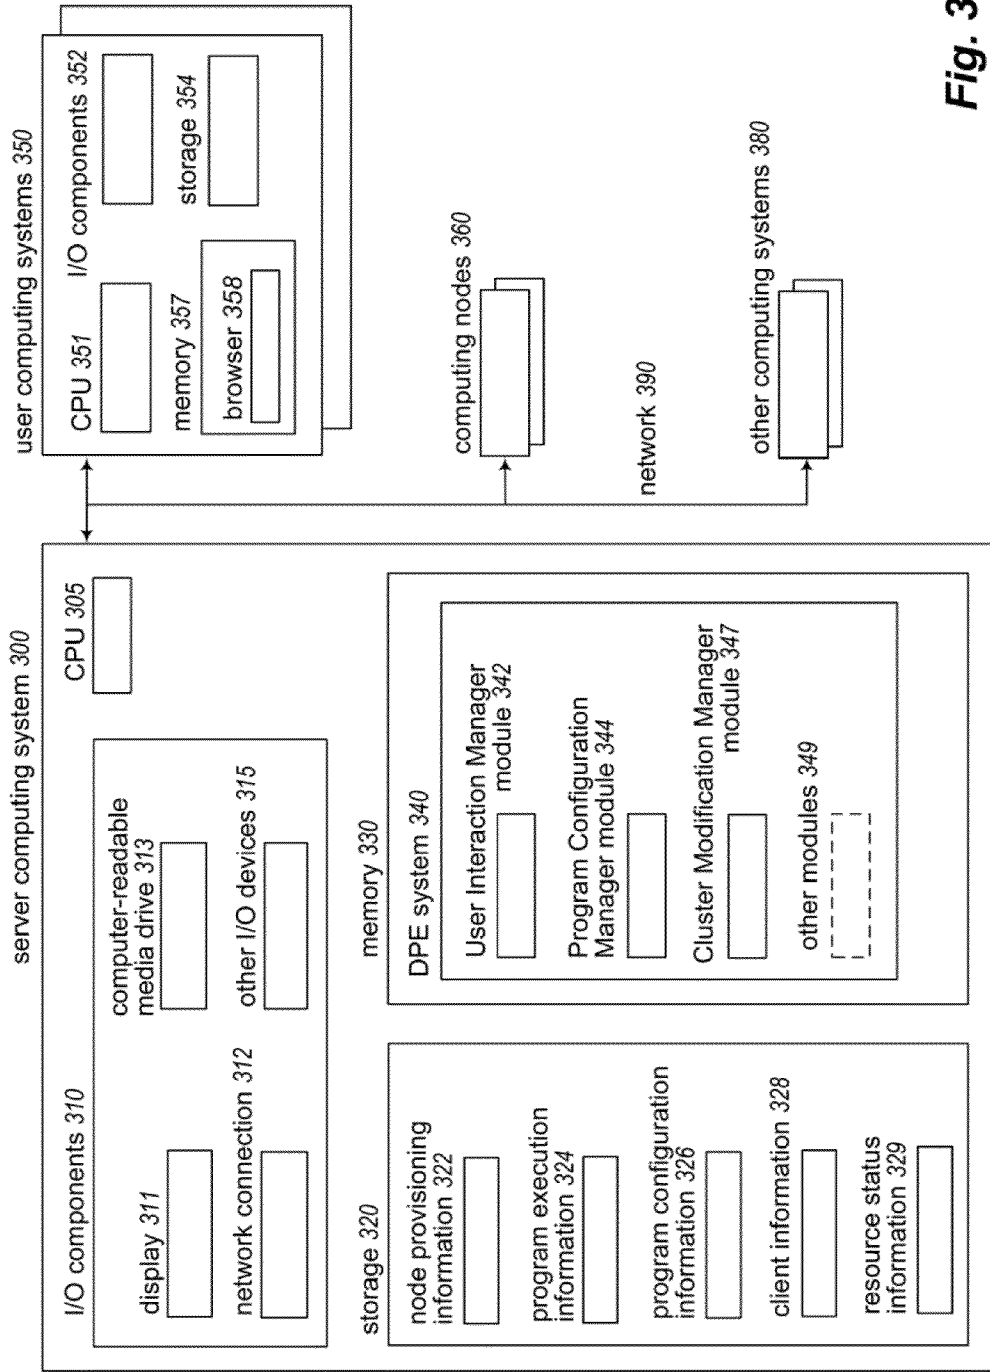 server computing system 300
I/O components 310
display 311
network connection 312
computer-readable
media drive 313
other I/O devices 315
CPU 305
storage 320
node provisioning
information 322
program execution
information 324
program configuration
information 326
client information 328
resource status
information 329
memory 330
DPE system 340
User Interaction Manager
module 342
Program Configuration
Manager module 344
Cluster Modification Manager
module 347
other modules 349
user computing systems 350
CPU 351
I/O components 352
memory 357
browser 358
storage 354
computing nodes 360
network 390
other computing systems 380
Fig. 3